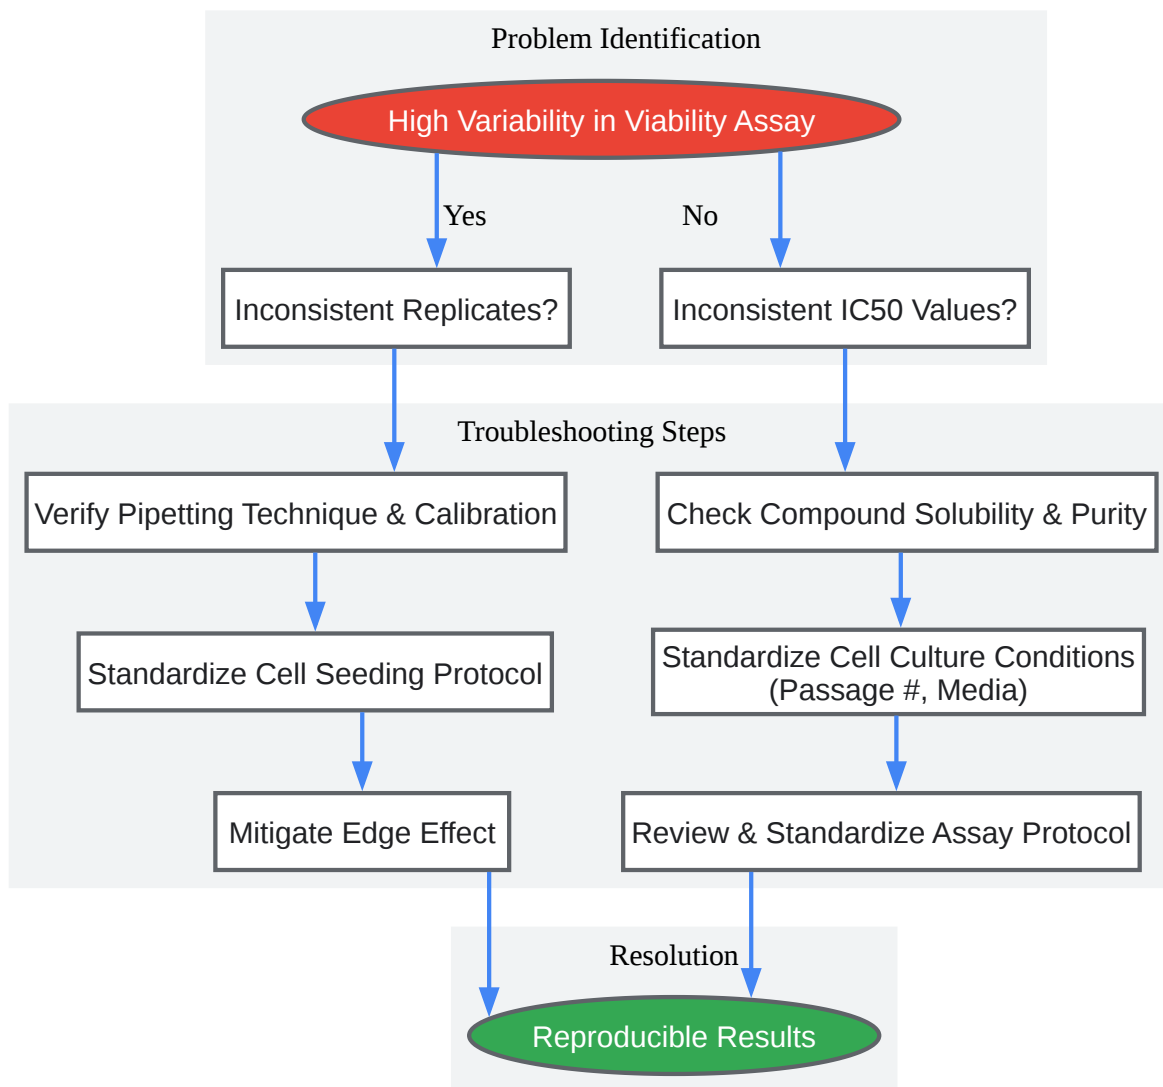 Problem Identification
High Variability in Viability Assay
Yes
No
Inconsistent Replicates?
Inconsistent IC50 Values?
Troubleshooting Steps
Verify Pipetting Technique & Calibration
Check Compound Solubility & Purity
Standardize Cell Seeding Protocol
Standardize Cell Culture Conditions
(Passage #, Media)
Mitigate Edge Effect
Review & Standardize Assay Protocol
Resolution
Reproducible Results